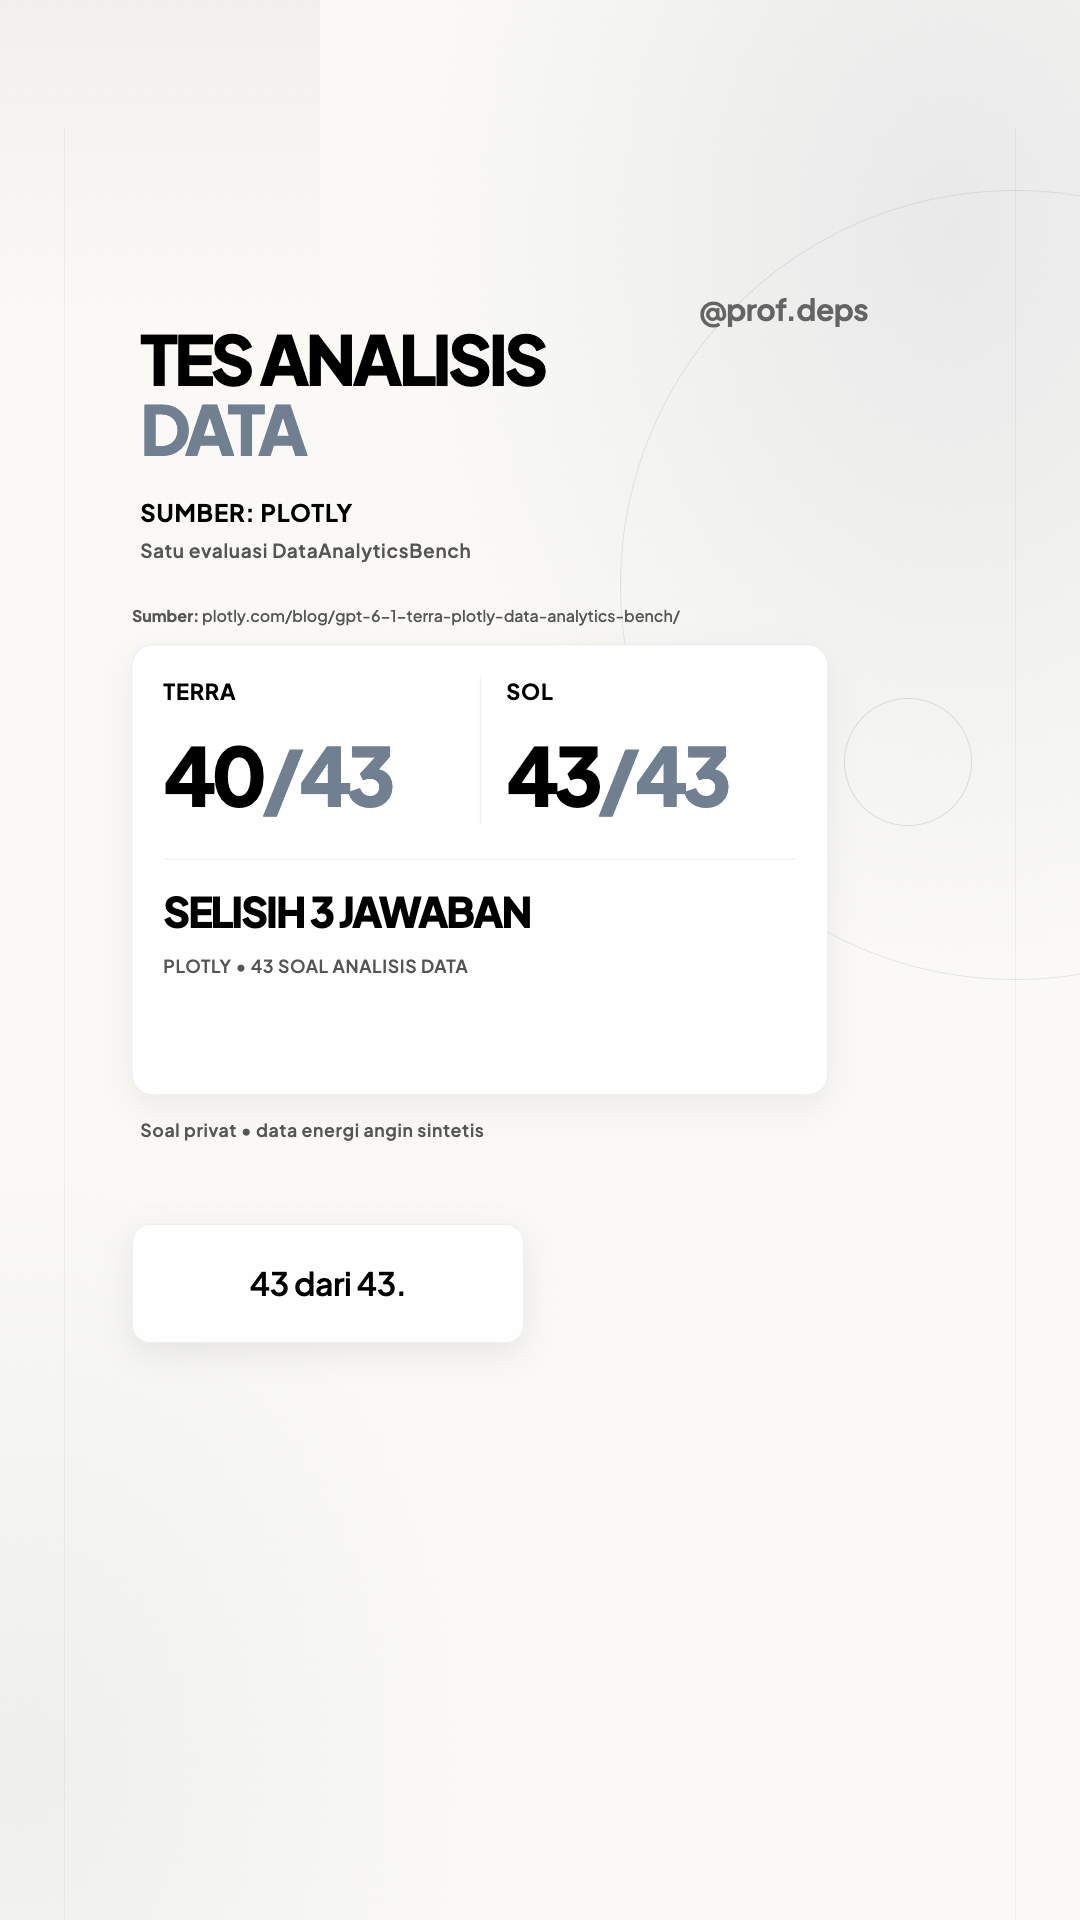 @prof.deps
TES ANALISIS
DATA
SUMBER: PLOTLY
Satu evaluasi DataAnalyticsBench
Sumber: plotly.com/blog/gpt-6-1-terra-plotly-data-analytics-bench/
TERRA
40/43
SOL
43/43
SELISIH 3 JAWABAN
PLOTLY • 43 SOAL ANALISIS DATA
Soal privat • data energi angin sintetis
43 dari 43.